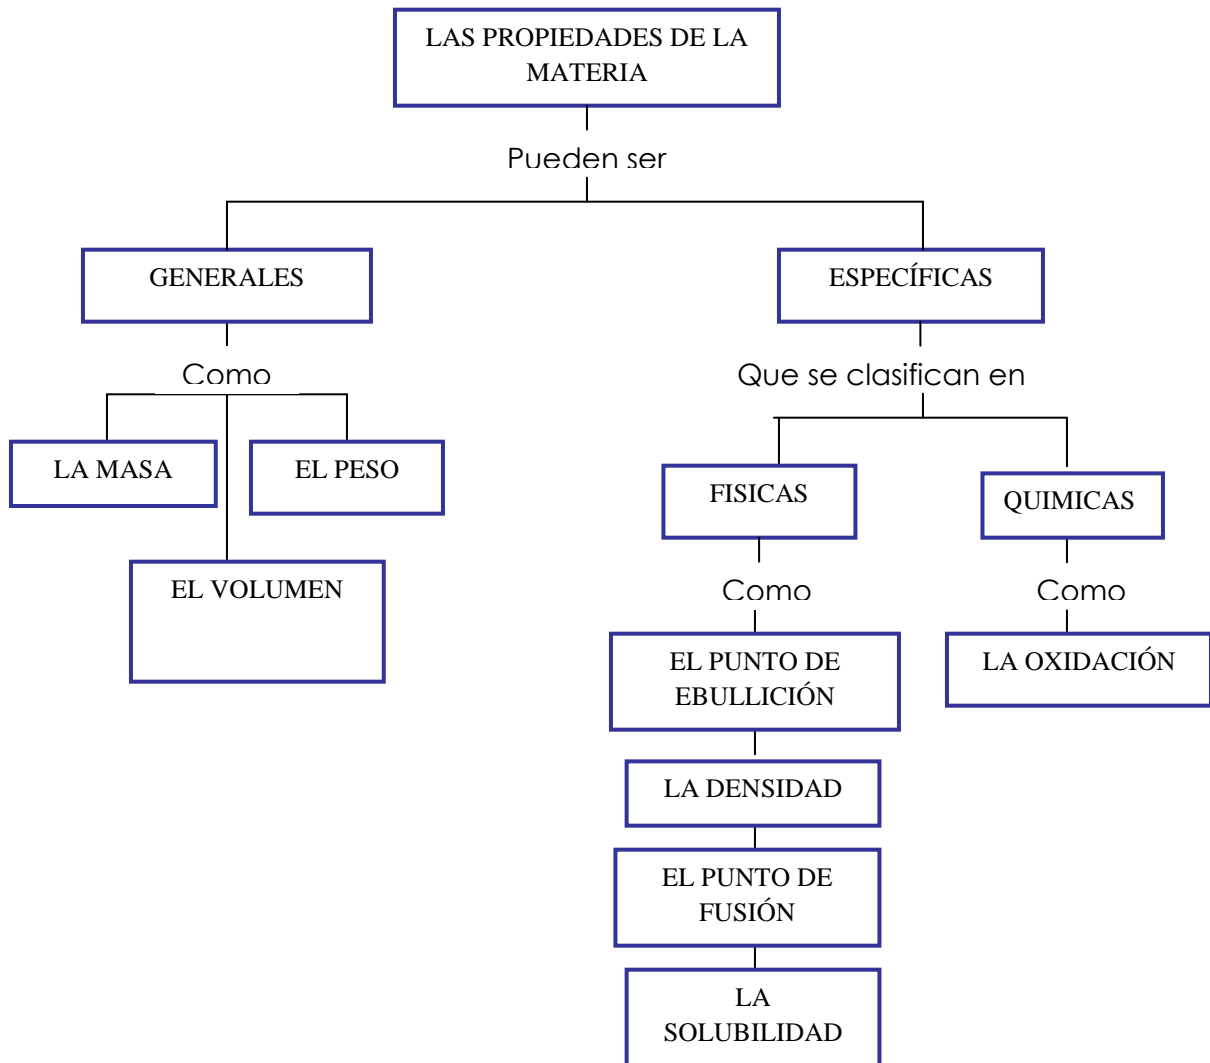 LAS PROPIEDADES DE LA
MATERIA
Pueden ser
GENERALES
ESPECÍFICAS
Como
Que se clasifican en
LA MASA
EL PESO
FISICAS
QUIMICAS
EL VOLUMEN
Como
Como
EL PUNTO DE
EBULLICIÓN
LA OXIDACIÓN
LA DENSIDAD
EL PUNTO DE
FUSIÓN
LA
SOLUBILIDAD